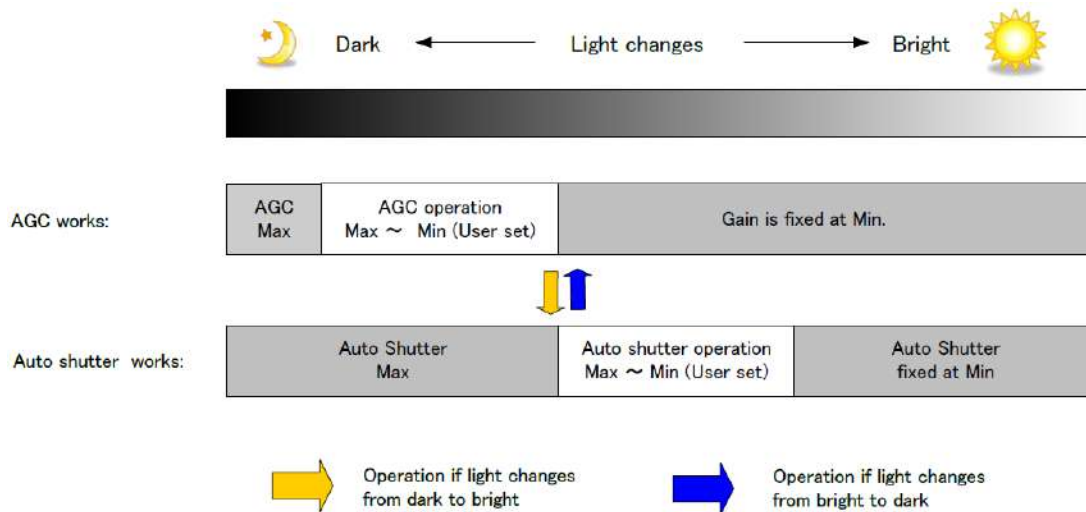 Dark
Light changes
Bright
AGC works:
AGC
Max
AGC operation
Max ～ Min (User set)
Gain is fixed at Min.
Auto shutter works:
Auto Shutter
Max
Auto shutter operation
Max ～ Min (User set)
Auto Shutter
fixed at Min
Operation if light changes
from dark to bright
Operation if light changes
from bright to dark